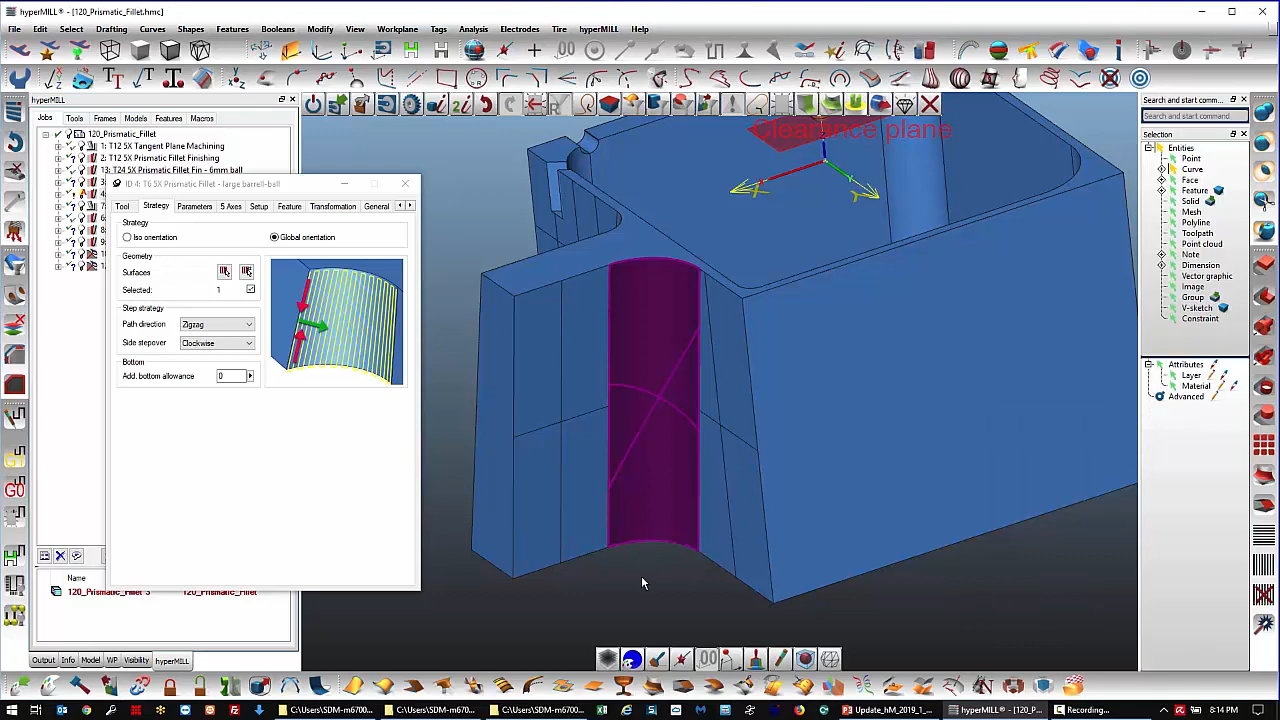 hyperMILL® - [120_Prismatic_Fillet.hmc]
File Edit Select Drafting Curves Shapes Features Booleans Modify View Workplane Tags Analysis Electrodes Tire hyperMILL Help
hyperMILL
Search and start comm...
Search and start command
Jobs Tools Frames Models Features Macros
120_Prismatic_Fillet
1: T12 5X Tangent Plane Machining
2: T12 5X Prismatic Fillet Finishing
13: T24 5X Prismatic Fillet Fin - 6mm ball
ID 4: T6 5X Prismatic Fillet - large barrell-ball
Tool Strategy Parameters 5 Axes Setup Feature Transformation General
Strategy
Iso orientation Global orientation
Geometry
Surfaces
Selected: 1
Step strategy
Path direction Zigzag
Side stepover Clockwise
Bottom
Add. bottom allowance 0
Clearance plane
X
Y
Selection
Entities
Point
Curve
Face
Feature
Solid
Mesh
Polyline
Toolpath
Point cloud
Note
Dimension
Vector graphic
Image
Group
V-sketch
Constraint
Attributes
Layer
Material
Advanced
Name
120_Prismatic_Fillet 3 120_Prismatic_Fillet
Output Info Model WP Visibility hyperMILL
C:\Users\SDM-m6700... C:\Users\SDM-m6700... C:\Users\SDM-m6700... Update_hM_2019_1_... hyperMILL® - [120_P... Recording... 8:14 PM